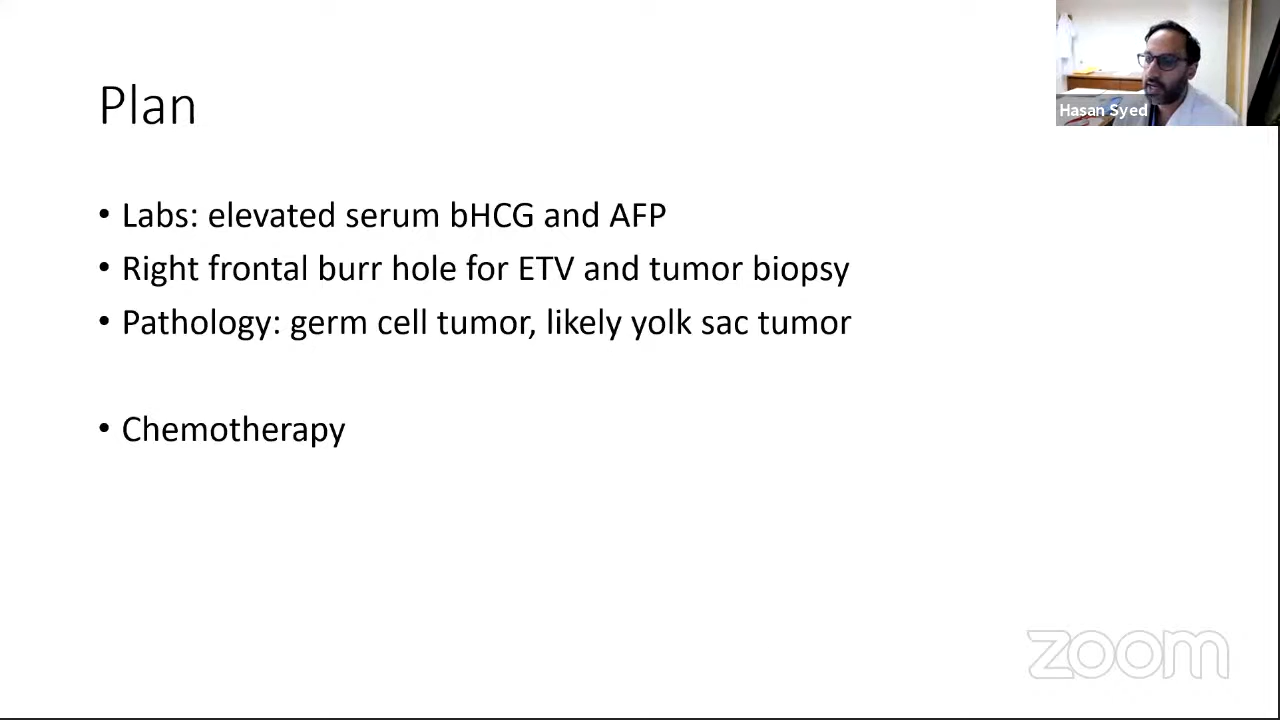 Plan
Hasan Syed
• Labs: elevated serum bHCG and AFP
• Right frontal burr hole for ETV and tumor biopsy
• Pathology: germ cell tumor, likely yolk sac tumor
• Chemotherapy
zoom